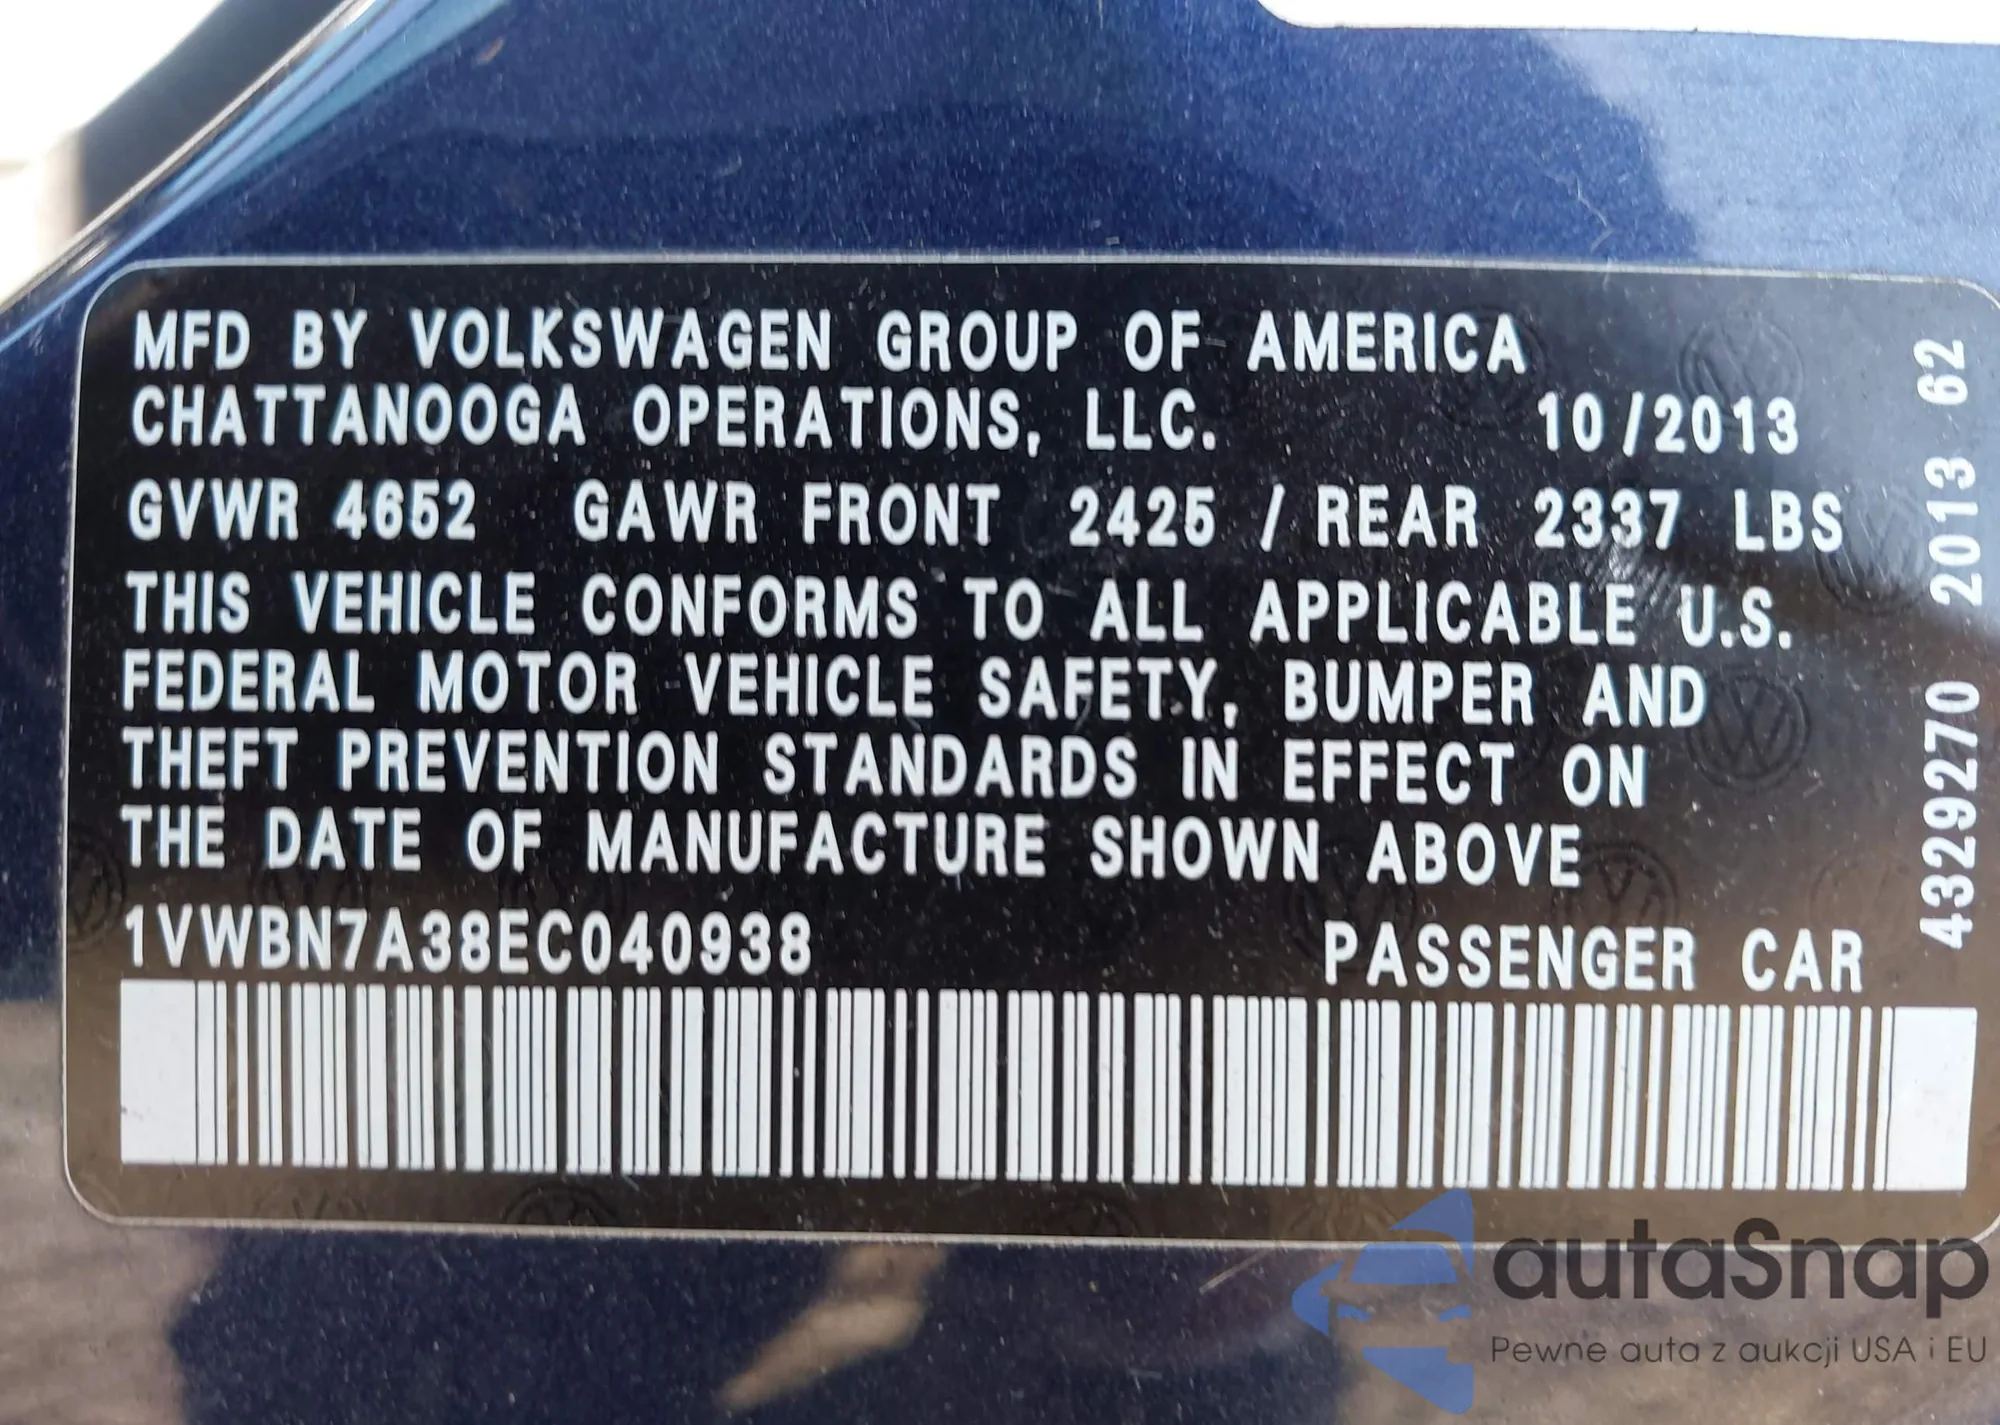 MFD BY VOLKSWAGEN GROUP OF AMERICA
CHATTANOOGA OPERATIONS, LLC. 10/2013
GVWR 4652 GAWR FRONT 2425 / REAR 2337 LBS
THIS VEHICLE CONFORMS TO ALL APPLICABLE U.S.
FEDERAL MOTOR VEHICLE SAFETY, BUMPER AND
THEFT PREVENTION STANDARDS IN EFFECT ON
THE DATE OF MANUFACTURE SHOWN ABOVE
1VWBN7A38EC040938 PASSENGER CAR
4329270 2013 62
autaSnap
Pewne auta z aukcji USA i EU